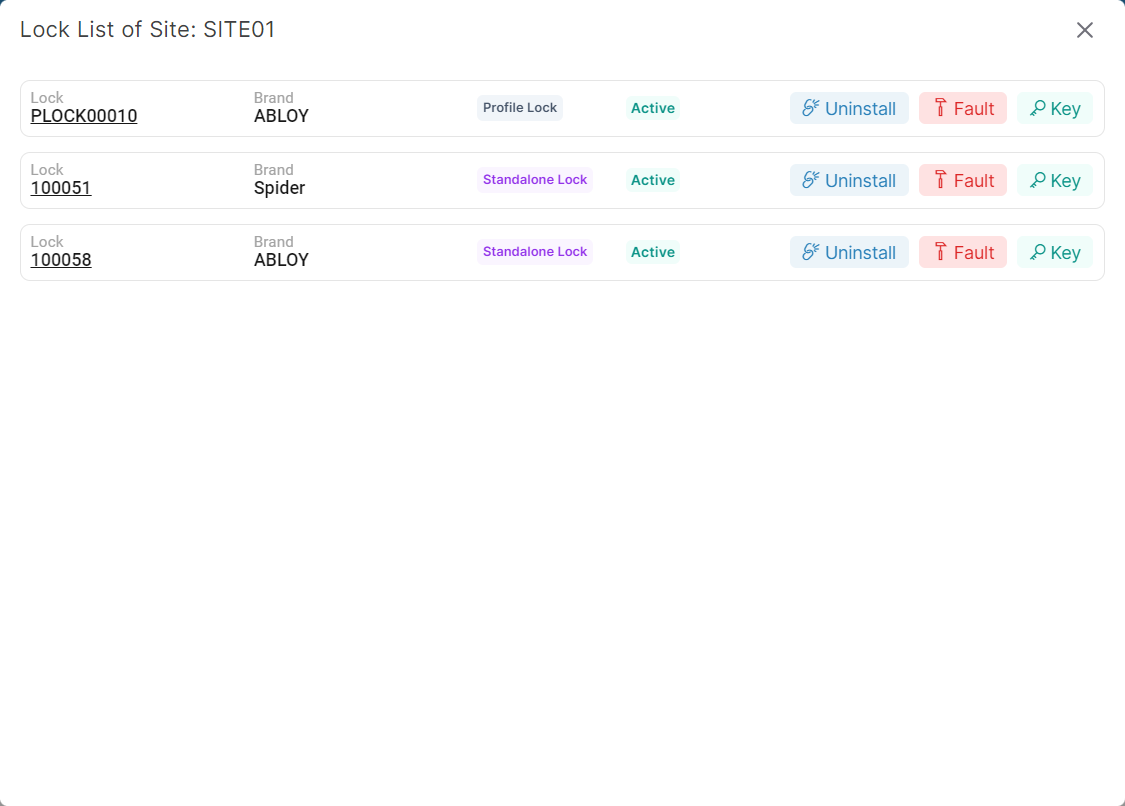 Lock List of Site: SITE01
Lock Brand
PLOCK00010 ABLOY Profile Lock Active Uninstall Fault Key
Lock Brand
100051 Spider Standalone Lock Active Uninstall Fault Key
Lock Brand
100058 ABLOY Standalone Lock Active Uninstall Fault Key